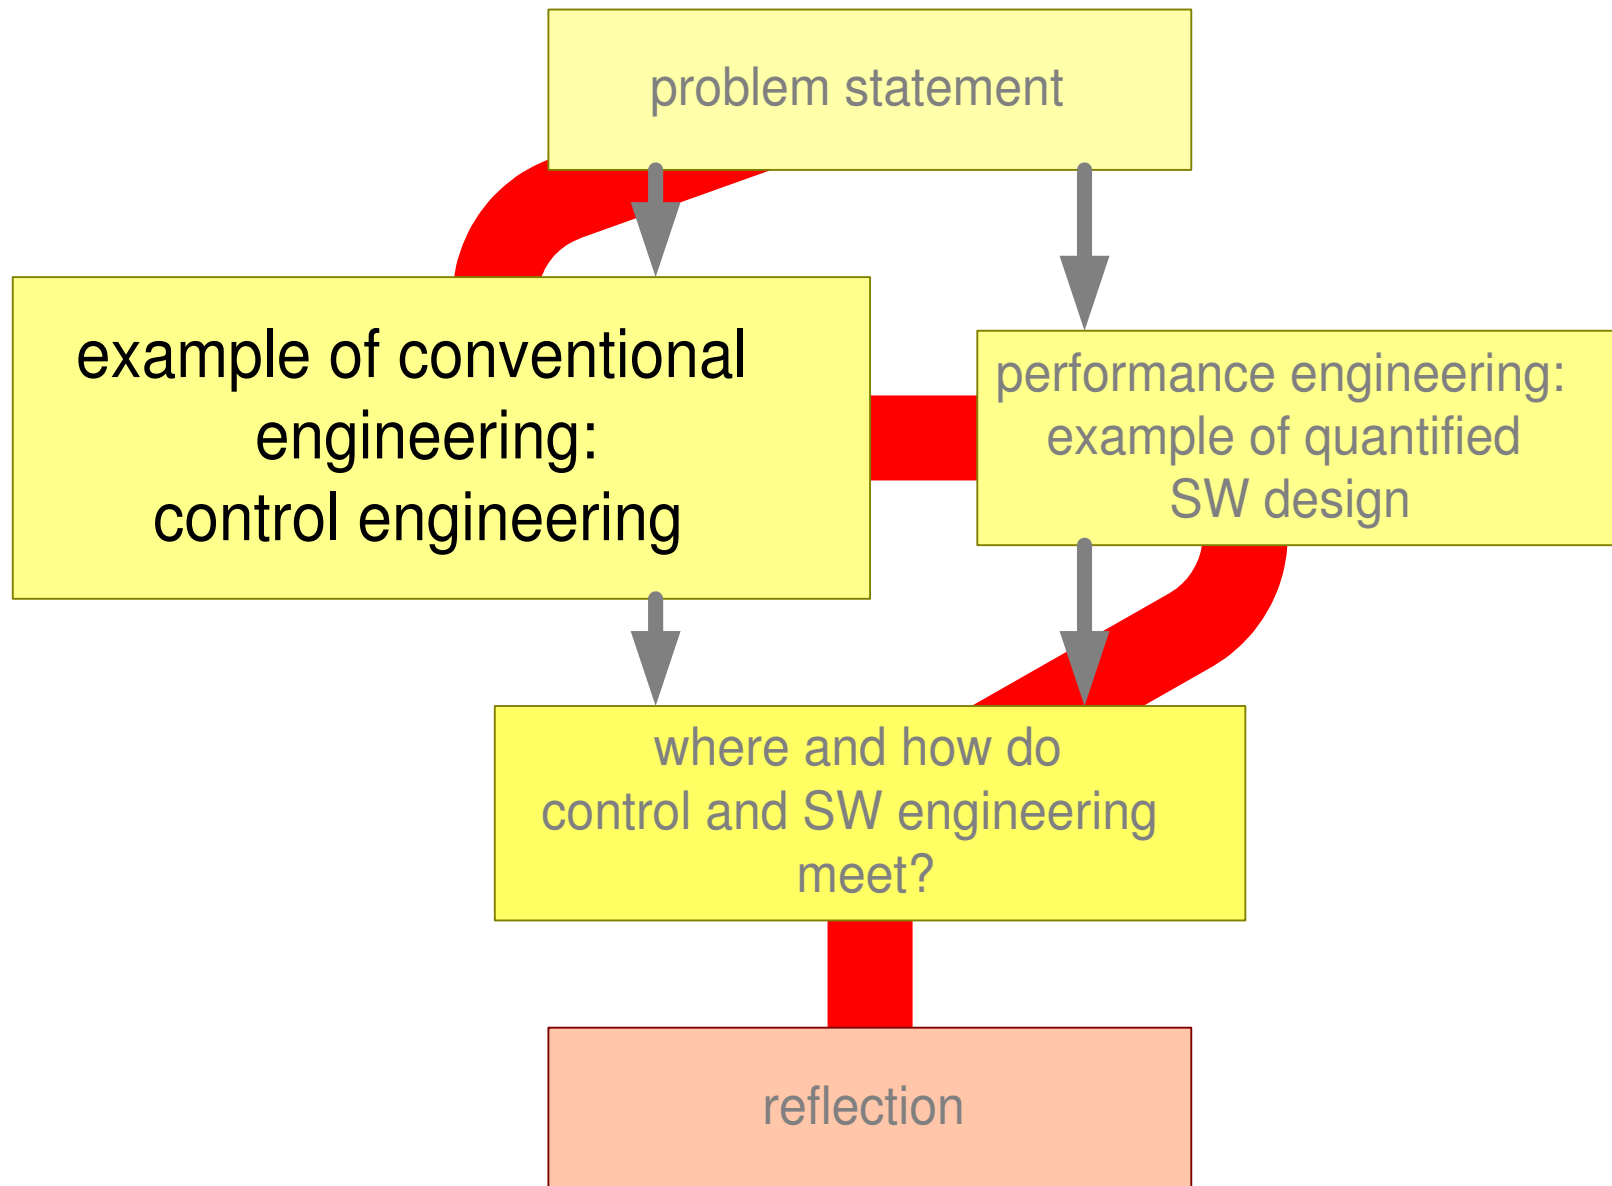 problem statement
example of conventional
engineering:
control engineering
performance engineering:
example of quantified
SW design
where and how do
control and SW engineering
meet?
reflection